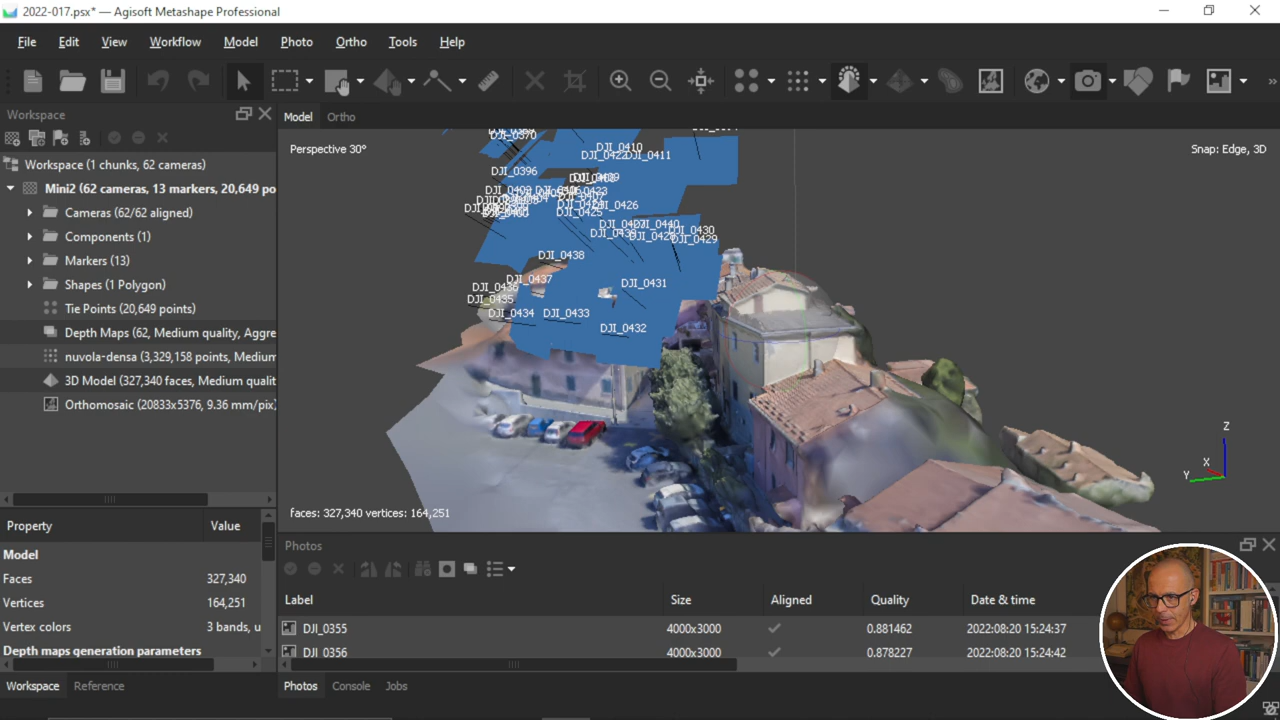 2022-017.psx* — Agisoft Metashape Professional
File Edit View Workflow Model Photo Ortho Tools Help
Workspace
Model Ortho
Perspective 30°
Snap: Edge, 3D
Workspace (1 chunks, 62 cameras)
Mini2 (62 cameras, 13 markers, 20,649 po
Cameras (62/62 aligned)
Components (1)
Markers (13)
Shapes (1 Polygon)
Tie Points (20,649 points)
Depth Maps (62, Medium quality, Aggre
nuvola-densa (3,329,158 points, Medium
3D Model (327,340 faces, Medium qualit
Orthomosaic (20833x5376, 9.36 mm/pix)
DJI_0370
DJI_0410
DJI_0422
DJI_0411
DJI_0396
DJI_0423
DJI_0425
DJI_0426
DJI_0440
DJI_0430
DJI_0428
DJI_0429
DJI_0438
DJI_0437
DJI_0431
DJI_0436
DJI_0435
DJI_0434
DJI_0433
DJI_0432
Z
X
Y
faces: 327,340 vertices: 164,251
Property Value
Model
Faces 327,340
Vertices 164,251
Vertex colors 3 bands, u
Depth maps generation parameters
Workspace Reference
Photos
Label Size Aligned Quality Date & time
DJI_0355 4000x3000 0.881462 2022:08:20 15:24:37
DJI_0356 4000x3000 0.878227 2022:08:20 15:24:42
Photos Console Jobs